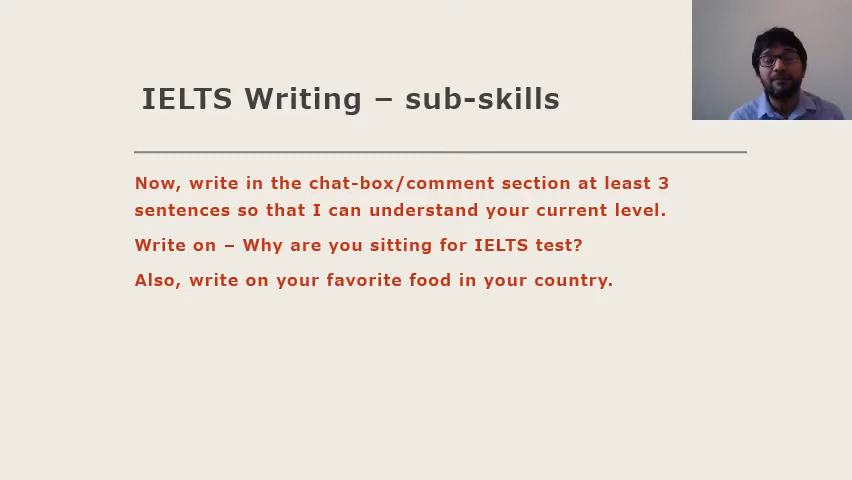 IELTS Writing – sub-skills
Now, write in the chat-box/comment section at least 3
sentences so that I can understand your current level.
Write on – Why are you sitting for IELTS test?
Also, write on your favorite food in your country.